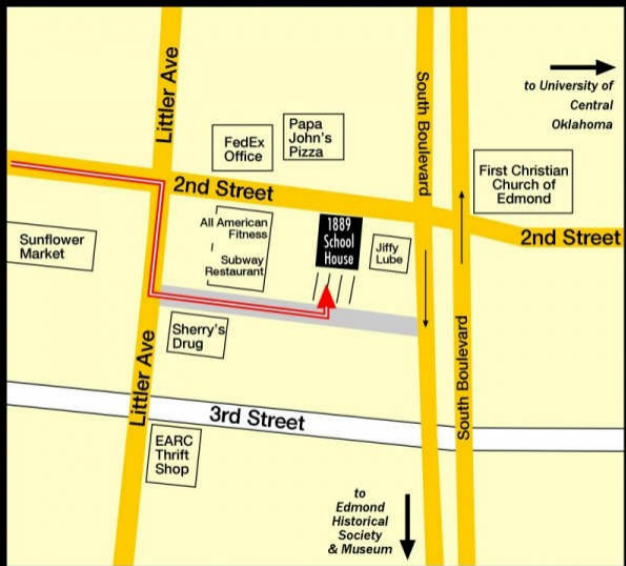 Littler Ave
South Boulevard
to University of
Central
Oklahoma
FedEx
Office
Papa
John's
Pizza
First Christian
Church of
Edmond
2nd Street
2nd Street
Sunflower
Market
All American
Fitness
Subway
Restaurant
1889
School
House
Jiffy
Lube
Sherry's
Drug
Littler Ave
3rd Street
South Boulevard
EARC
Thrift
Shop
to
Edmond
Historical
Society
& Museum